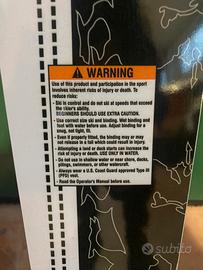 WARNING
Use of this product and participation in the sport
involves inherent risks of injury or death. To
reduce risks:
- Ski in control and do not ski at speeds that exceed
the skier's ability.
BEGINNERS SHOULD USE EXTRA CAUTION.
- Use correct size ski and binding. Wet binding and
foot with water before use. Adjust binding for a
snug, not tight, fit.
- Even if properly fitted, the binding may or may
not release in a fall which could result in injury.
- Attempting a land or dock start can increase the
risk of injury or death. USE ONLY IN WATER.
- Do not use in shallow water or near shore, docks,
pilings, swimmers, or other watercraft.
- Always wear a U.S. Coast Guard approved Type III
(PFD) vest.
- Read the Operator's Manual before use.
subito